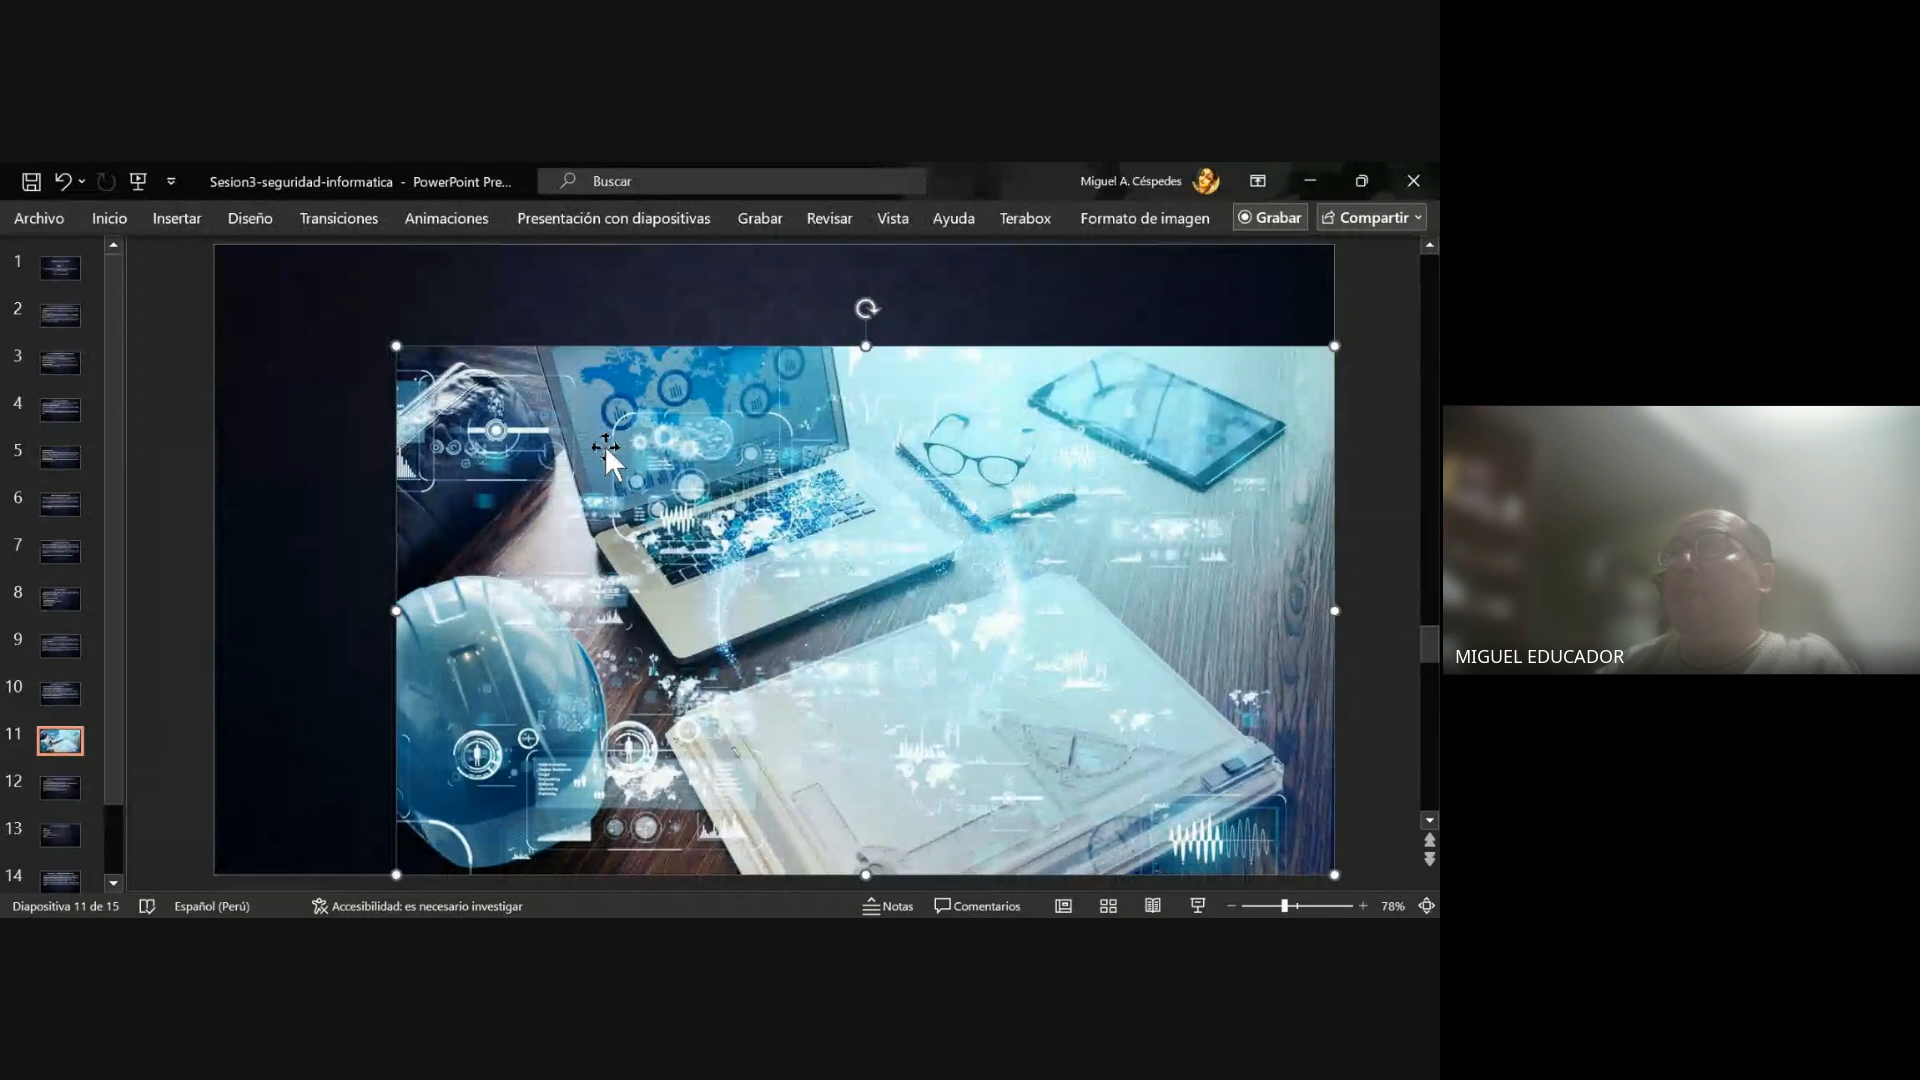 Sesion3-seguridad-informatica - PowerPoint Pre...
Buscar
Miguel A. Céspedes
Archivo Inicio Insertar Diseño Transiciones Animaciones Presentación con diapositivas Grabar Revisar Vista Ayuda Terabox Formato de imagen Grabar Compartir
1
2
3
4
5
6
7
8
9
10
11
12
13
14
MIGUEL EDUCADOR
Diapositiva 11 de 15 Español (Perú) Accesibilidad: es necesario investigar Notas Comentarios 78%